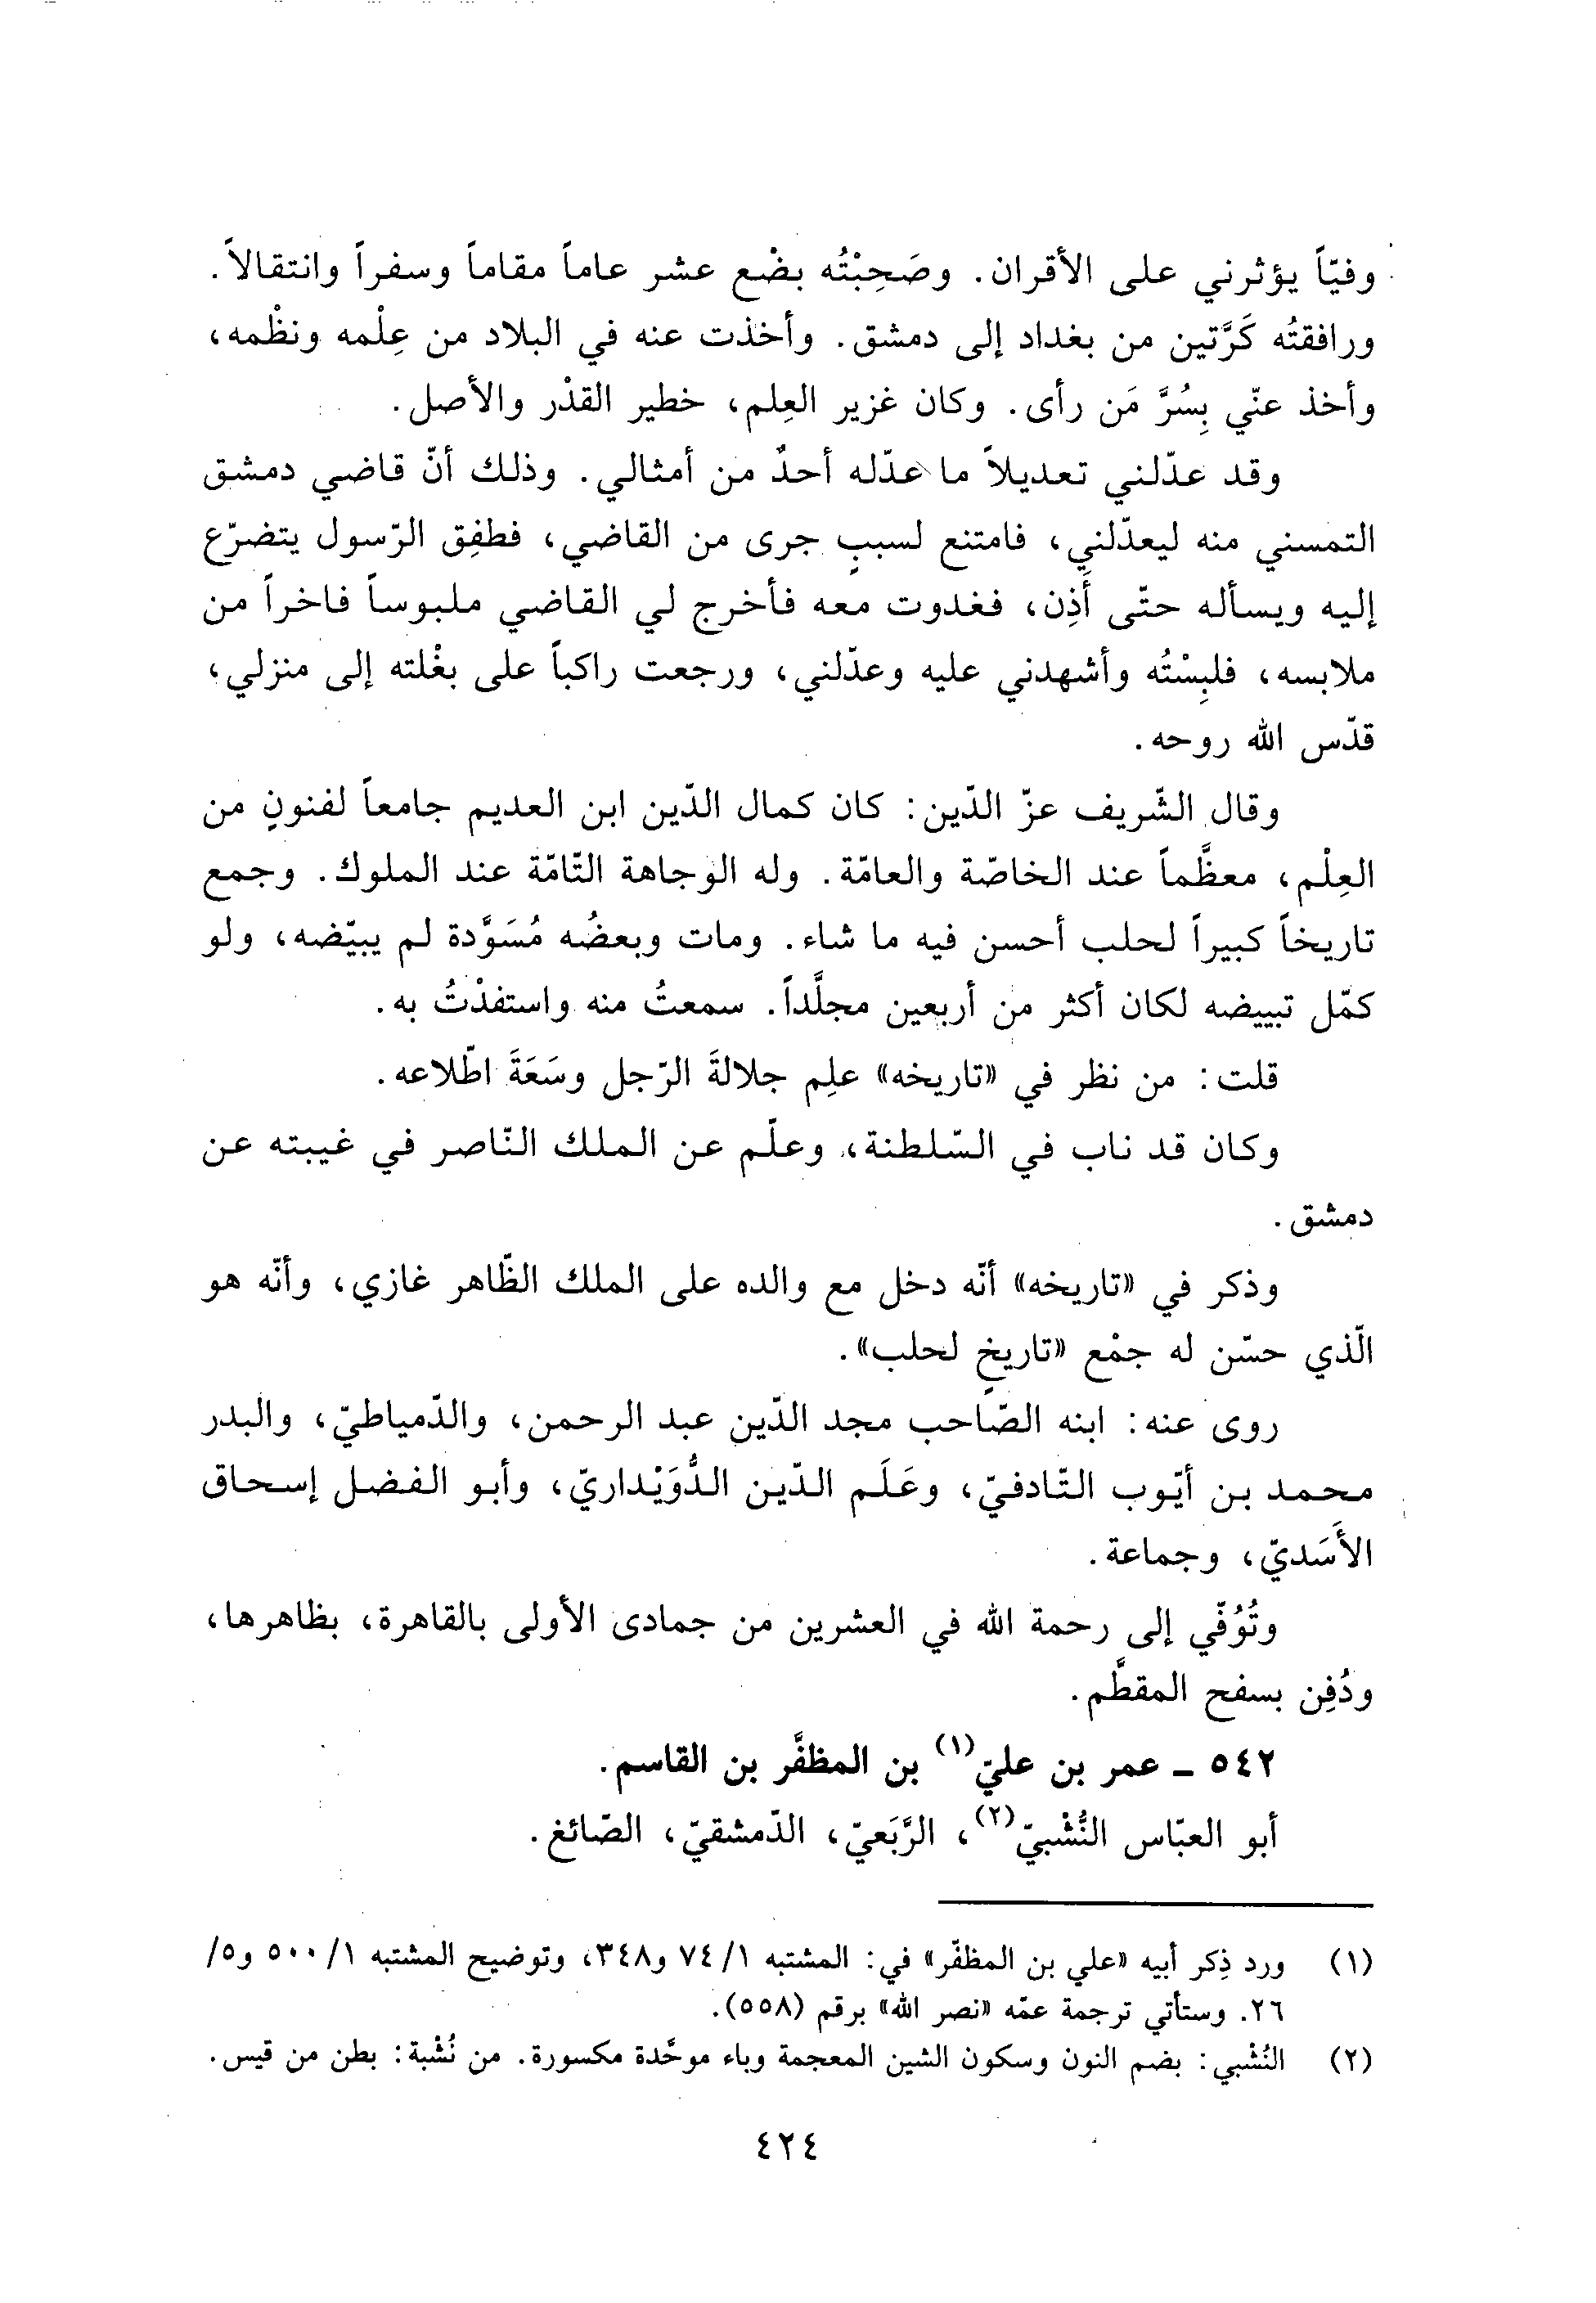 وفيّاً يؤثرني على الأقران. وصَحِبْتُه بضْع عشر عاماً مقاماً وسفراً وانتقالاً.
ورافقتُه كَرَّتين من بغداد إلى دمشق. وأخذت عنه في البلاد من عِلْمه ونظْمه،
وأخذ عنّي بِسُرَّ مَن رأى. وكان غزير العِلم، خطير القدْر والأصل.
وقد عدّلني تعديلاً ما عدّله أحدٌ من أمثالي. وذلك أنّ قاضي دمشق
التمسني منه ليعدّلني، فامتنع لسببٍ جرى من القاضي، فطفِق الرّسول يتضرّع
إليه ويسأله حتّى أَذِن، فغدوت معه فأخرج لي القاضي ملبوساً فاخراً من
ملابسه، فلبِسْتُه وأشهدني عليه وعدّلني، ورجعت راكباً على بغْلته إلى منزلي،
قدّس الله روحه.
وقال الشّريف عزّ الدّين: كان كمال الدّين ابن العديم جامعاً لفنونٍ من
العِلْم، معظَّماً عند الخاصّة والعامّة. وله الوجاهة التّامّة عند الملوك. وجمع
تاريخاً كبيراً لحلب أحسن فيه ما شاء. ومات وبعضُه مُسَوَّدة لم يبيّضه، ولو
كمّل تبييضه لكان أكثر من أربعين مجلَّداً. سمعتُ منه واستفدْتُ به.
قلت: من نظر في «تاريخه» علِم جلالةَ الرّجل وسَعَةَ اطّلاعه.
وكان قد ناب في السّلطنة، وعلّم عن الملك النّاصر في غيبته عن
دمشق.
وذكر في «تاريخه» أنّه دخل مع والده على الملك الظّاهر غازي، وأنّه هو
الّذي حسّن له جمْع «تاريخٍ لحلب».
روى عنه: ابنه الصّاحب مجد الدّين عبد الرحمن، والدّمياطيّ، والبدر
محمد بن أيّوب التّادفيّ، وعَلَم الدّين الدُّوَيْداريّ، وأبو الفضل إسحاق
الأَسَديّ، وجماعة.
وتُوُفّي إلى رحمة الله في العشرين من جمادى الأولى بالقاهرة، بظاهرها،
ودُفِن بسفح المقطَّم.
٥٤٢ ـ عمر بن عليّ(١) بن المظفَّر بن القاسم.
أبو العبّاس النُّشْبيّ(٢)، الرَّبَعيّ، الدّمشقيّ، الصّائغ.
(١) ورد ذِكر أبيه «علي بن المظفّر» في: المشتبه ١/ ٧٤ و٣٤٨، وتوضيح المشتبه ١/ ٥٠٠ و٥/
٢٦. وستأتي ترجمة عمّه «نصر الله» برقم (٥٥٨).
(٢) النُشْبي: بضم النون وسكون الشين المعجمة وباء موحَّدة مكسورة. من نُشْبة: بطن من قيس.
٤٢٤